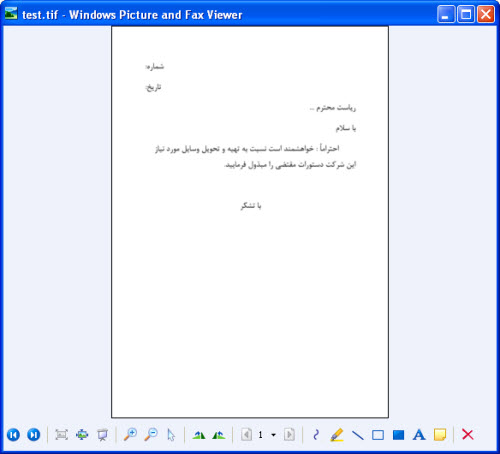 test.tif - Windows Picture and Fax Viewer
شماره:
تاریخ:
ریاست محترم ...
با سلام
احتراماً : خواهشمند است نسبت به تهیه و تحویل وسایل مورد نیاز
این شرکت دستورات مقتضی را مبذول فرمایید.
با تشکر
1